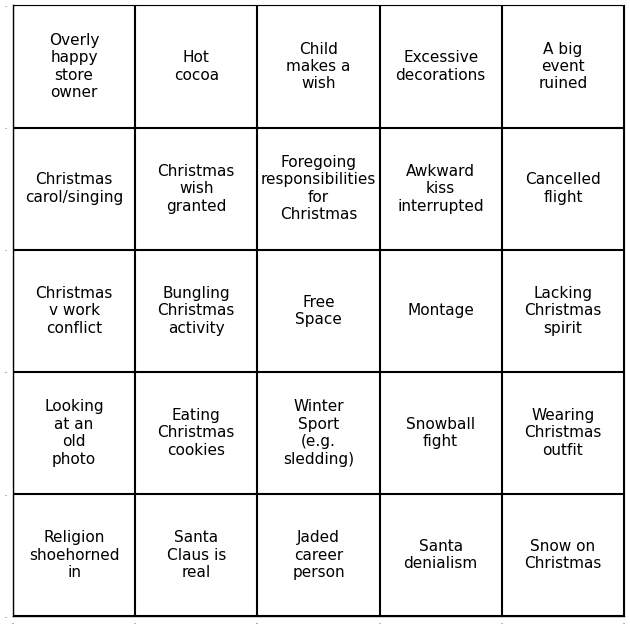 Overly
happy
store
owner
Hot
cocoa
Child
makes a
wish
Excessive
decorations
A big
event
ruined
Christmas
carol/singing
Christmas
wish
granted
Foregoing
responsibilities
for
Christmas
Awkward
kiss
interrupted
Cancelled
flight
Christmas
v work
conflict
Bungling
Christmas
activity
Free
Space
Montage
Lacking
Christmas
spirit
Looking
at an
old
photo
Eating
Christmas
cookies
Winter
Sport
(e.g.
sledding)
Snowball
fight
Wearing
Christmas
outfit
Religion
shoehorned
in
Santa
Claus is
real
Jaded
career
person
Santa
denialism
Snow on
Christmas